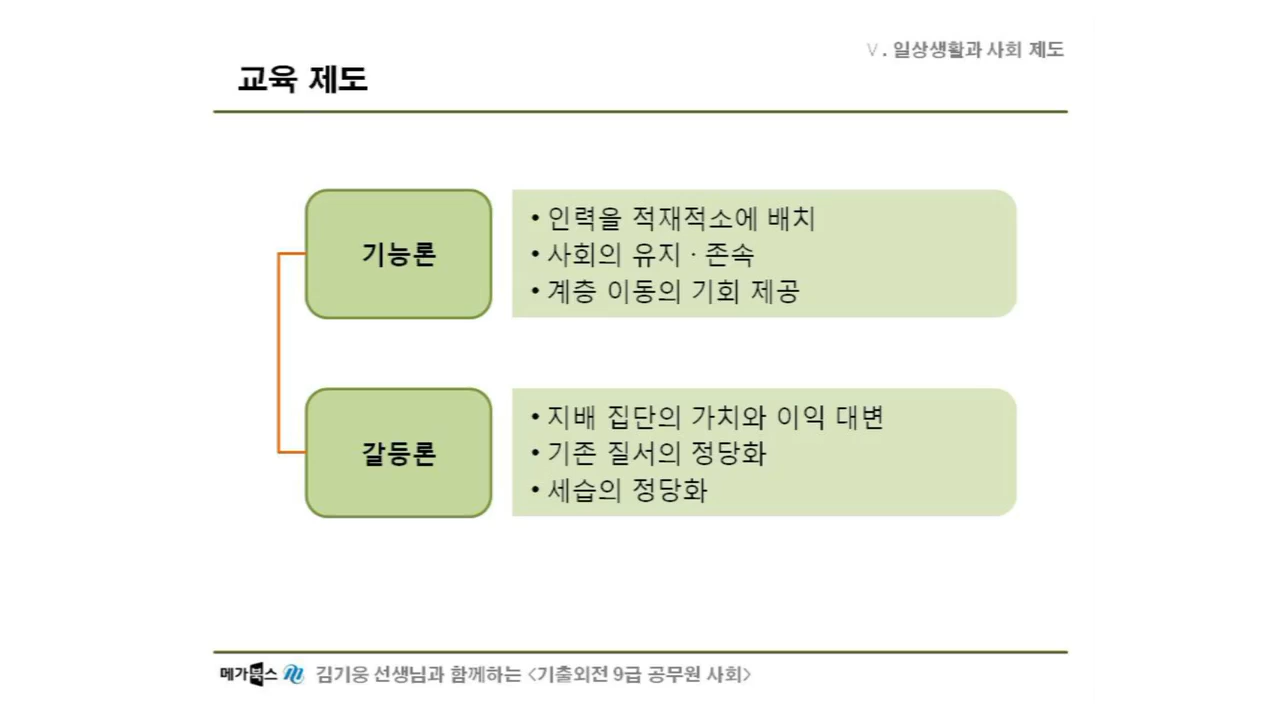 Ⅴ. 일상생활과 사회 제도
교육 제도
기능론
• 인력을 적재적소에 배치
• 사회의 유지 · 존속
• 계층 이동의 기회 제공
갈등론
• 지배 집단의 가치와 이익 대변
• 기존 질서의 정당화
• 세습의 정당화
메가북스 김기웅 선생님과 함께하는 <기출외전 9급 공무원 사회>